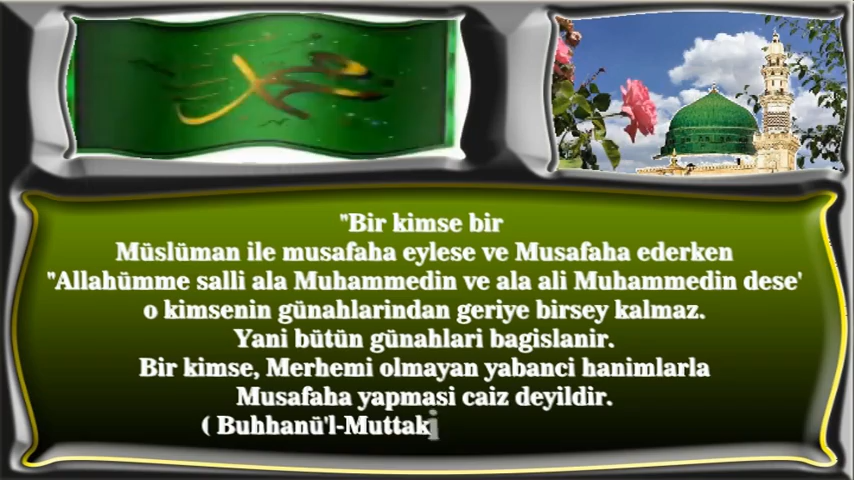 "Bir kimse bir
Müslüman ile musafaha eylese ve Musafaha ederken
"Allahümme salli ala Muhammedin ve ala ali Muhammedin dese'
o kimsenin günahlarindan geriye birsey kalmaz.
Yani bütün günahlari bagislanir.
Bir kimse, Merhemi olmayan yabanci hanimlarla
Musafaha yapmasi caiz deyildir.
( Buhhanü'l-Muttaki